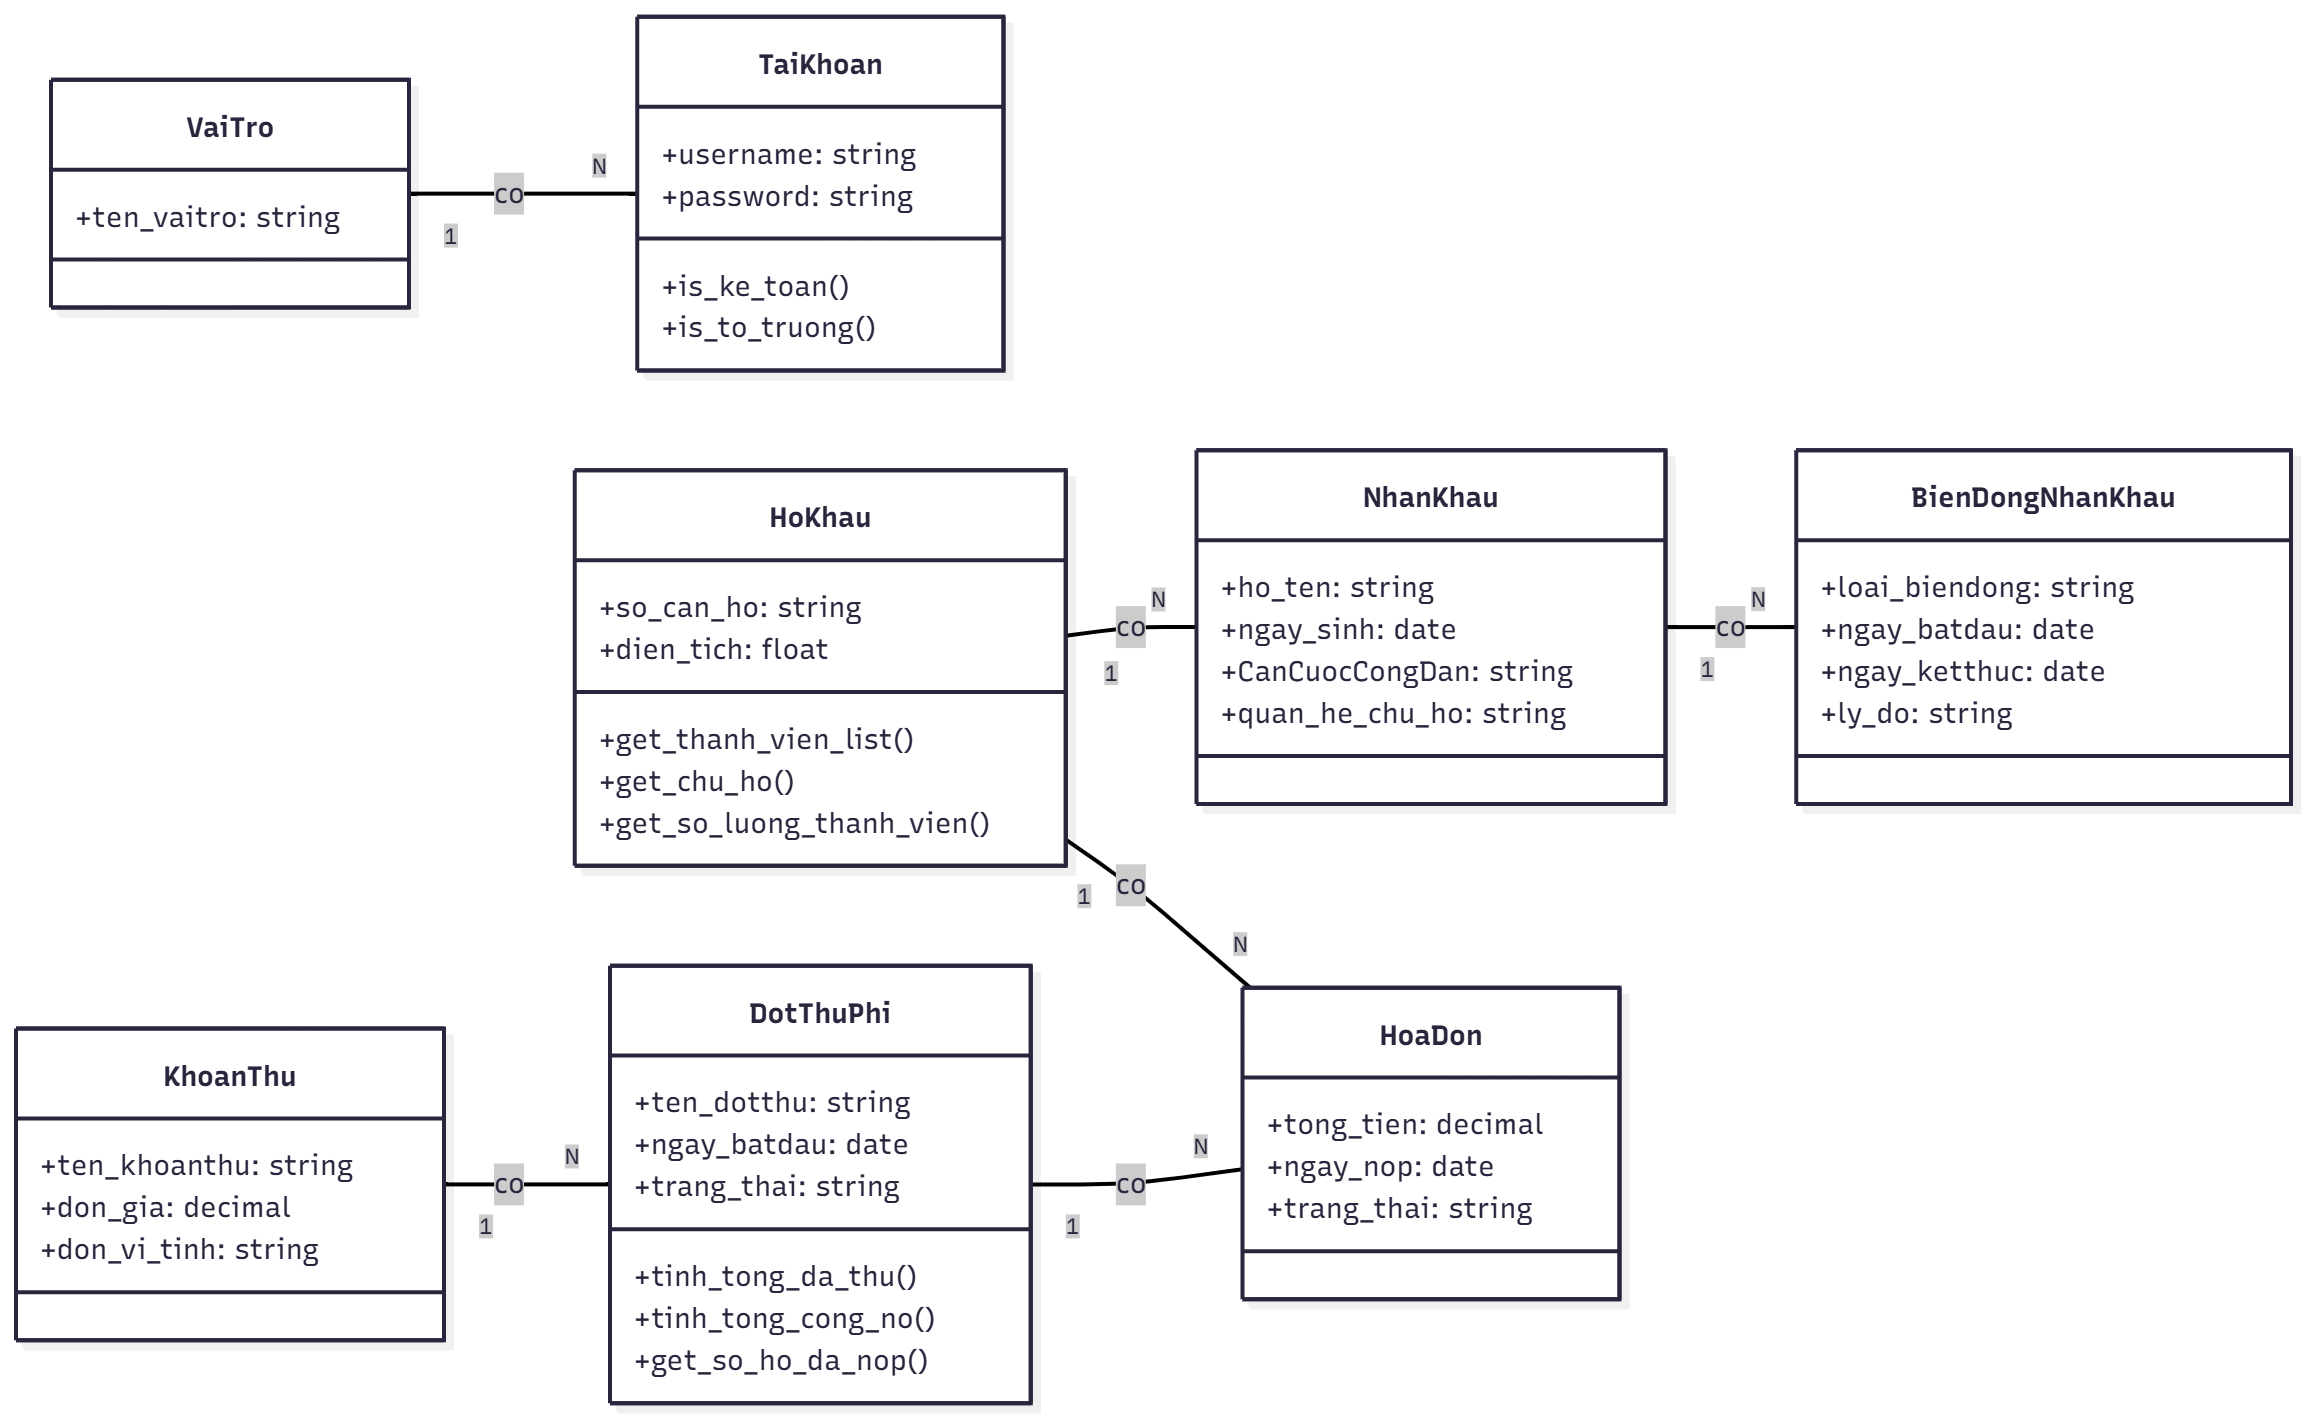 VaiTro
+ten_vaitro: string
1
co
N
TaiKhoan
+username: string
+password: string
+is_ke_toan()
+is_to_truong()
HoKhau
+so_can_ho: string
+dien_tich: float
+get_thanh_vien_list()
+get_chu_ho()
+get_so_luong_thanh_vien()
1
co
N
NhanKhau
+ho_ten: string
+ngay_sinh: date
+CanCuocCongDan: string
+quan_he_chu_ho: string
1
co
N
BienDongNhanKhau
+loai_biendong: string
+ngay_batdau: date
+ngay_ketthuc: date
+ly_do: string
1
co
N
KhoanThu
+ten_khoanthu: string
+don_gia: decimal
+don_vi_tinh: string
1
co
N
DotThuPhi
+ten_dotthu: string
+ngay_batdau: date
+trang_thai: string
+tinh_tong_da_thu()
+tinh_tong_cong_no()
+get_so_ho_da_nop()
1
co
N
HoaDon
+tong_tien: decimal
+ngay_nop: date
+trang_thai: string